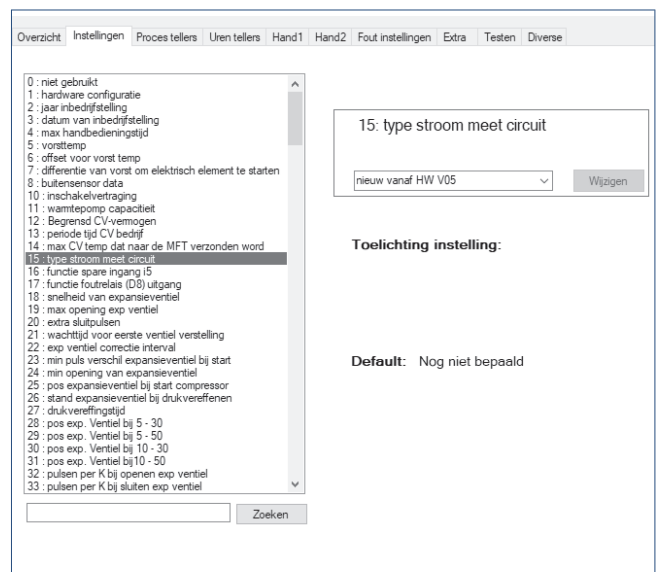 Overzicht Instellingen Proces tellers Uren tellers Hand1 Hand2 Fout instellingen Extra Testen Diverse
0 : niet gebruikt
1 : hardware configuratie
2 : jaar inbedrijfstelling
3 : datum van inbedrijfstelling
4 : max handbedieningstijd
5 : vorsttemp
6 : offset voor vorst temp
7 : differentie van vorst om elektrisch element te starten
8 : buitensensor data
10 : inschakelvertraging
11 : warmtepomp capacitieit
12 : Begrensd CV-vermogen
13 : periode tijd CV bedrijf
14 : max CV temp dat naar de MFT verzonden word
15 : type stroom meet circuit
16 : functie spare ingang i5
17 : functie foutrelais (D8) uitgang
18 : snelheid van expansieventiel
19 : max opening exp ventiel
20 : extra sluitpulsen
21 : wachttijd voor eerste ventiel verstelling
22 : exp ventiel correctie interval
23 : min puls verschil expansieventiel bij start
24 : min opening van expansieventiel
25 : pos expansieventiel bij start compressor
26 : stand expansieventiel bij drukvereffenen
27 : drukvereffingstijd
28 : pos exp. Ventiel bij 5 - 30
29 : pos exp. Ventiel bij 5 - 50
30 : pos exp. Ventiel bij 10 - 30
31 : pos exp. Ventiel bij10 - 50
32 : pulsen per K bij openen exp ventiel
33 : pulsen per K bij sluiten exp ventiel
Zoeken
15: type stroom meet circuit
nieuw vanaf HW V05
Wijzigen
Toelichting instelling:
Default: Nog niet bepaald